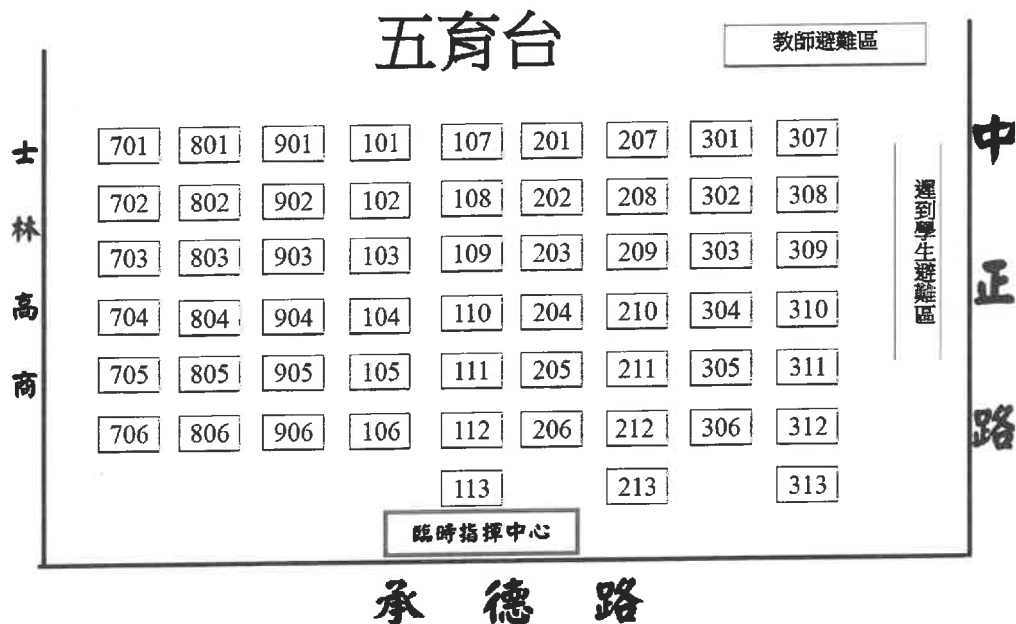 五育台
教師避難區
士林高商
701 801 901 101 107 201 207 301 307
702 802 902 102 108 202 208 302 308
703 803 903 103 109 203 209 303 309
704 804 904 104 110 204 210 304 310
705 805 905 105 111 205 211 305 311
706 806 906 106 112 206 212 306 312
113 213 313
遲到學生避難區
中正路
臨時指揮中心
承德路